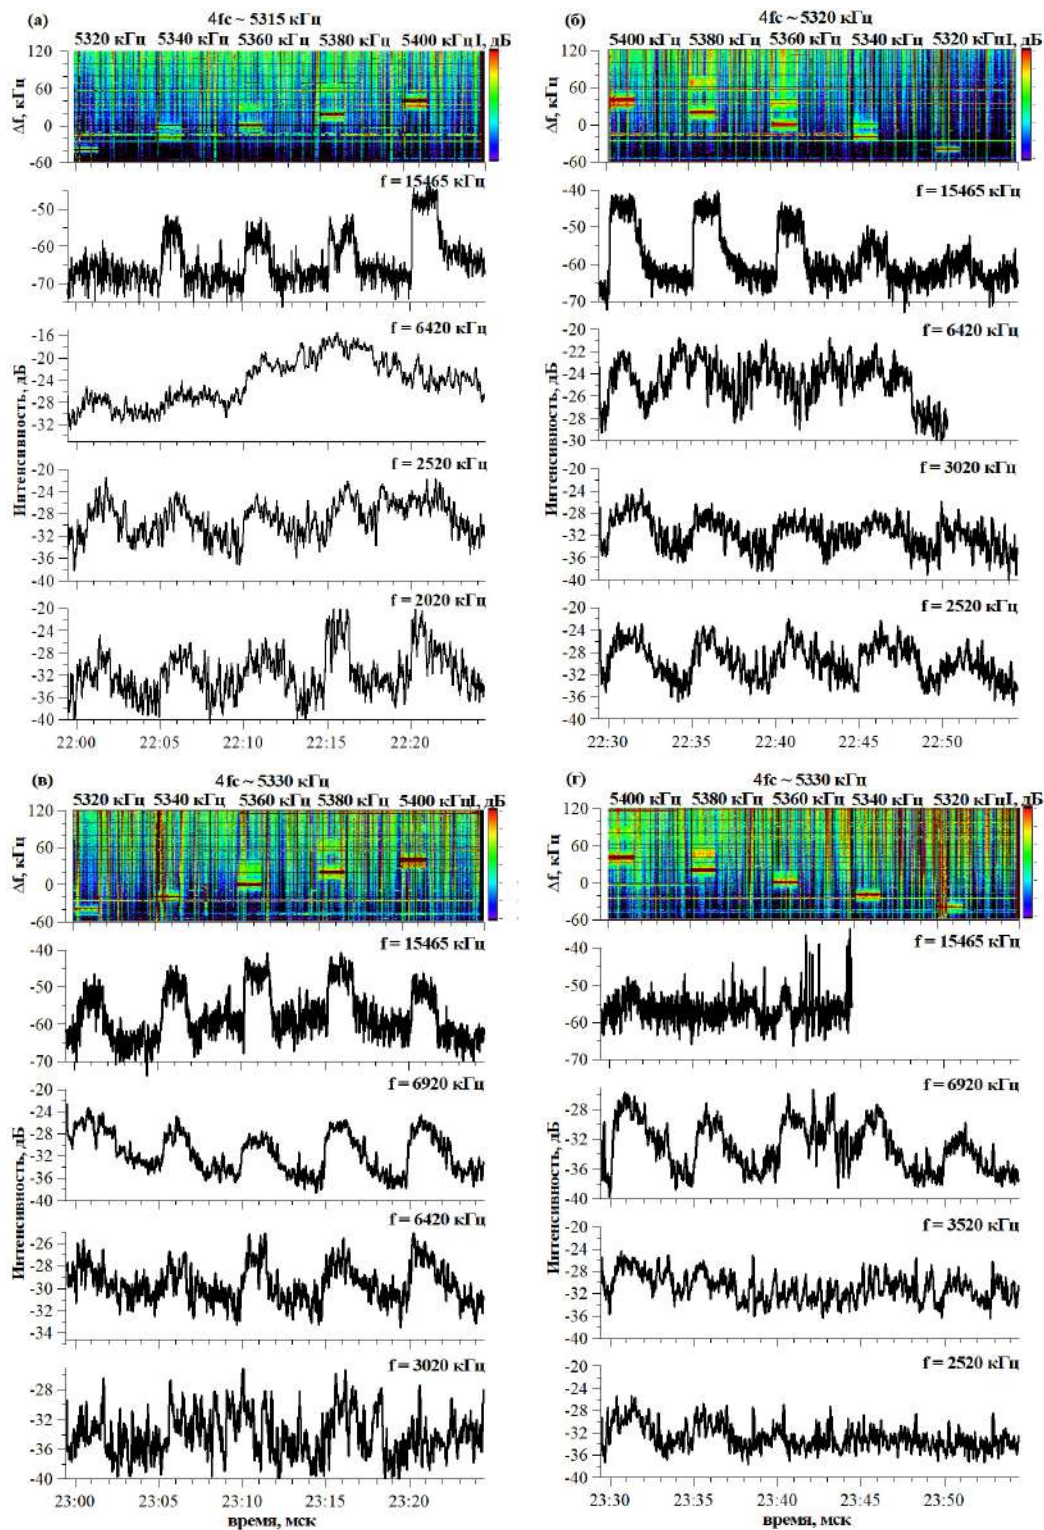 (а)
4fc ~ 5315 кГц
5320 кГц 5340 кГц 5360 кГц 5380 кГц 5400 кГц I, дБ
120
60
0
-60
Δf, кГц
f = 15465 кГц
-50
-60
-70
f = 6420 кГц
-16
-20
-24
-28
-32
Интенсивность, дБ
f = 2520 кГц
-20
-24
-28
-32
-36
-40
f = 2020 кГц
-20
-24
-28
-32
-36
-40
22:00 22:05 22:10 22:15 22:20
(б)
4fc ~ 5320 кГц
5400 кГц 5380 кГц 5360 кГц 5340 кГц 5320 кГц I, дБ
120
60
0
-60
Δf, кГц
f = 15465 кГц
-40
-50
-60
-70
f = 6420 кГц
-20
-22
-24
-26
-28
-30
Интенсивность, дБ
f = 3020 кГц
-20
-24
-28
-32
-36
-40
f = 2520 кГц
-20
-24
-28
-32
-36
-40
22:30 22:35 22:40 22:45 22:50
(в)
4fc ~ 5330 кГц
5320 кГц 5340 кГц 5360 кГц 5380 кГц 5400 кГц I, дБ
120
60
0
-60
Δf, кГц
f = 15465 кГц
-40
-50
-60
-70
f = 6920 кГц
-20
-24
-28
-32
-36
-40
Интенсивность, дБ
f = 6420 кГц
-26
-28
-30
-32
-34
f = 3020 кГц
-28
-32
-36
-40
23:00 23:05 23:10 23:15 23:20
время, мск
(г)
4fc ~ 5330 кГц
5400 кГц 5380 кГц 5360 кГц 5340 кГц 5320 кГц I, дБ
120
60
0
-60
Δf, кГц
f = 15465 кГц
-40
-50
-60
-70
f = 6920 кГц
-28
-32
-36
-40
Интенсивность, дБ
f = 3520 кГц
-20
-24
-28
-32
-36
-40
f = 2520 кГц
-20
-24
-28
-32
-36
-40
23:30 23:35 23:40 23:45 23:50
время, мск